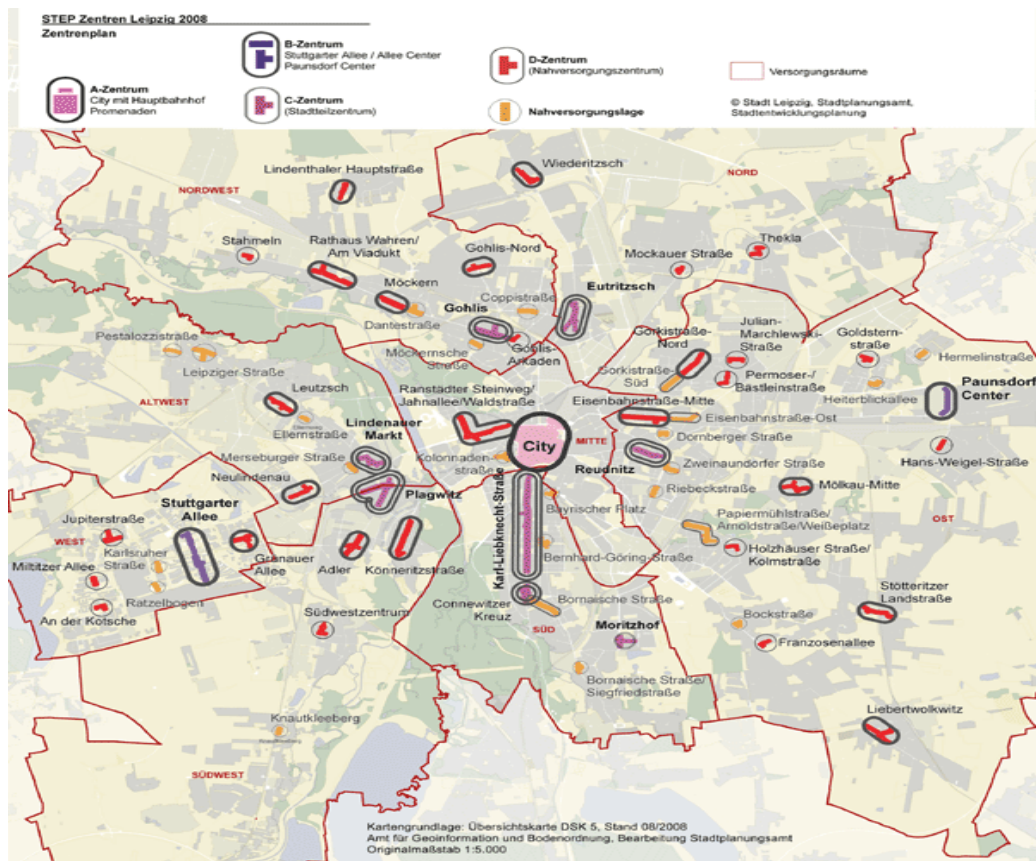 STEP Zentren Leipzig 2008
Zentrenplan
A-Zentrum
City mit Hauptbahnhof
Promenaden
B-Zentrum
Stuttgarter Allee / Allee Center
Paunsdorf Center
C-Zentrum
(Stadtteilzentrum)
D-Zentrum
(Nahversorgungszentrum)
Nahversorgungslage
Versorgungsräume
© Stadt Leipzig, Stadtplanungsamt,
Stadtentwicklungsplanung
Wiederitzsch
Lindenthaler Hauptstraße
NORD
NORDWEST
Stahmeln
Rathaus Wahren/
Am Viadukt
Gohlis-Nord
Thekla
Mockauer Straße
Möckern
Coppistraße
Eutritzsch
Dantestraße
Gohlis
Pestalozzistraße
Möckernsche
Straße
Gohlis-
Arkaden
Gorkistraße-
Nord
Julian-
Marchlewski-
Straße
Goldstern-
straße
Hermelinstraße
Leipziger Straße
Gorkistraße-
Süd
Permoser-/
Bästleinstraße
Heiterblickallee
Paunsdorf
Center
Leutzsch
ALTWEST
Ranstädter Steinweg/
Jahnallee/Waldstraße
Eisenbahnstraße-Mitte
Eisenbahnstraße-Ost
Ellernstraße
Lindenauer
Markt
City
MITTE
Dornberger Straße
Merseburger Straße
Kolonnaden-
straße
Reudnitz
Zweinaundorfer Straße
Hans-Weigel-Straße
Neulindenau
Plagwitz
Riebeckstraße
Mölkau-Mitte
Stuttgarter
Allee
Karl-Liebknecht-Straße
Bayrischer Platz
Papiermühlstraße/
Arnoldstraße/Weißeplatz
OST
Jupiterstraße
WEST
Karlsruher
Straße
Grünauer
Allee
Adler
Könneritzstraße
Bernhard-Göring-Straße
Holzhäuser Straße/
Kolmstraße
Miltitzer Allee
Ratzelbogen
An der Kotsche
Südwestzentrum
Connewitzer
Kreuz
Bornaische Straße
SÜD
Moritzhof
Bockstraße
Stötteritzer
Landstraße
Franzosenallee
Bornaische Straße/
Siegfriedstraße
Liebertwolkwitz
Knautkleeberg
SÜDWEST
Kartengrundlage: Übersichtskarte DSK 5, Stand 08/2008
Amt für Geoinformation und Bodenordnung, Bearbeitung Stadtplanungsamt
Originalmaßstab 1:5.000